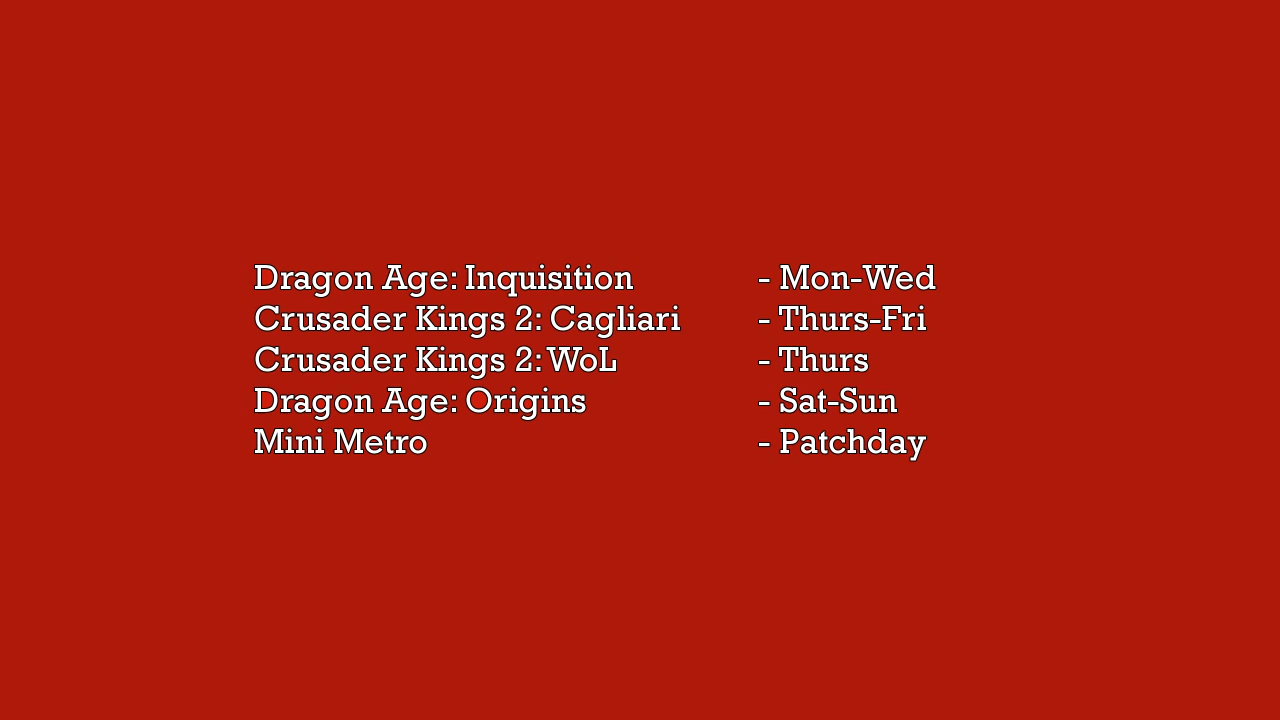 Dragon Age: Inquisition - Mon-Wed
Crusader Kings 2: Cagliari - Thurs-Fri
Crusader Kings 2: WoL - Thurs
Dragon Age: Origins - Sat-Sun
Mini Metro - Patchday